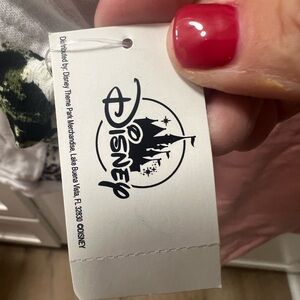 Disney
Distributed by: Disney Theme Park Merchandise, Lake Buena Vista, FL 32830 ©DISNEY